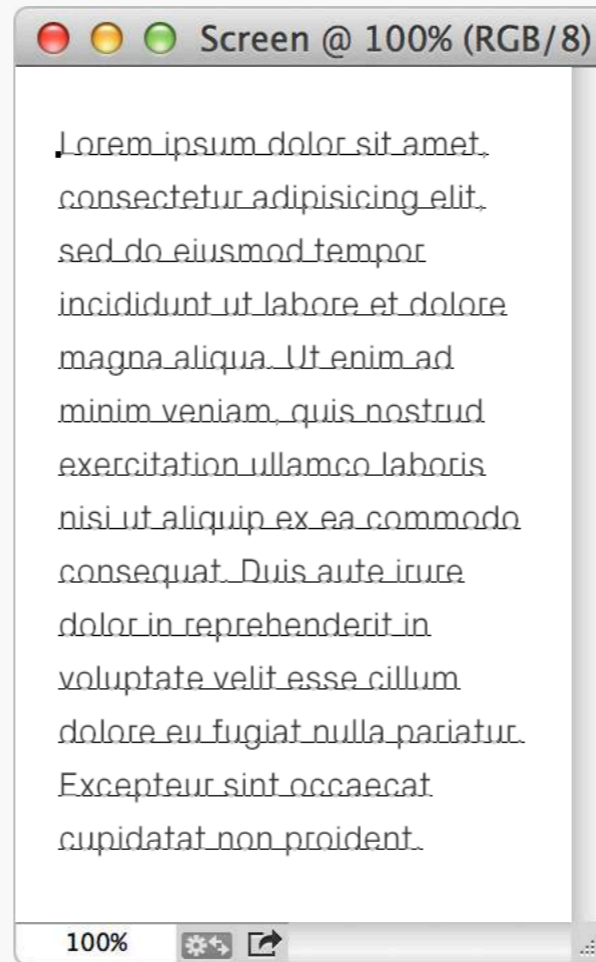 Screen @ 100% (RGB/8)
Lorem ipsum dolor sit amet,
consectetur adipisicing elit,
sed do eiusmod tempor
incididunt ut labore et dolore
magna aliqua. Ut enim ad
minim veniam, quis nostrud
exercitation ullamco laboris
nisi ut aliquip ex ea commodo
consequat. Duis aute irure
dolor in reprehenderit in
voluptate velit esse cillum
dolore eu fugiat nulla pariatur.
Excepteur sint occaecat
cupidatat non proident.
100%